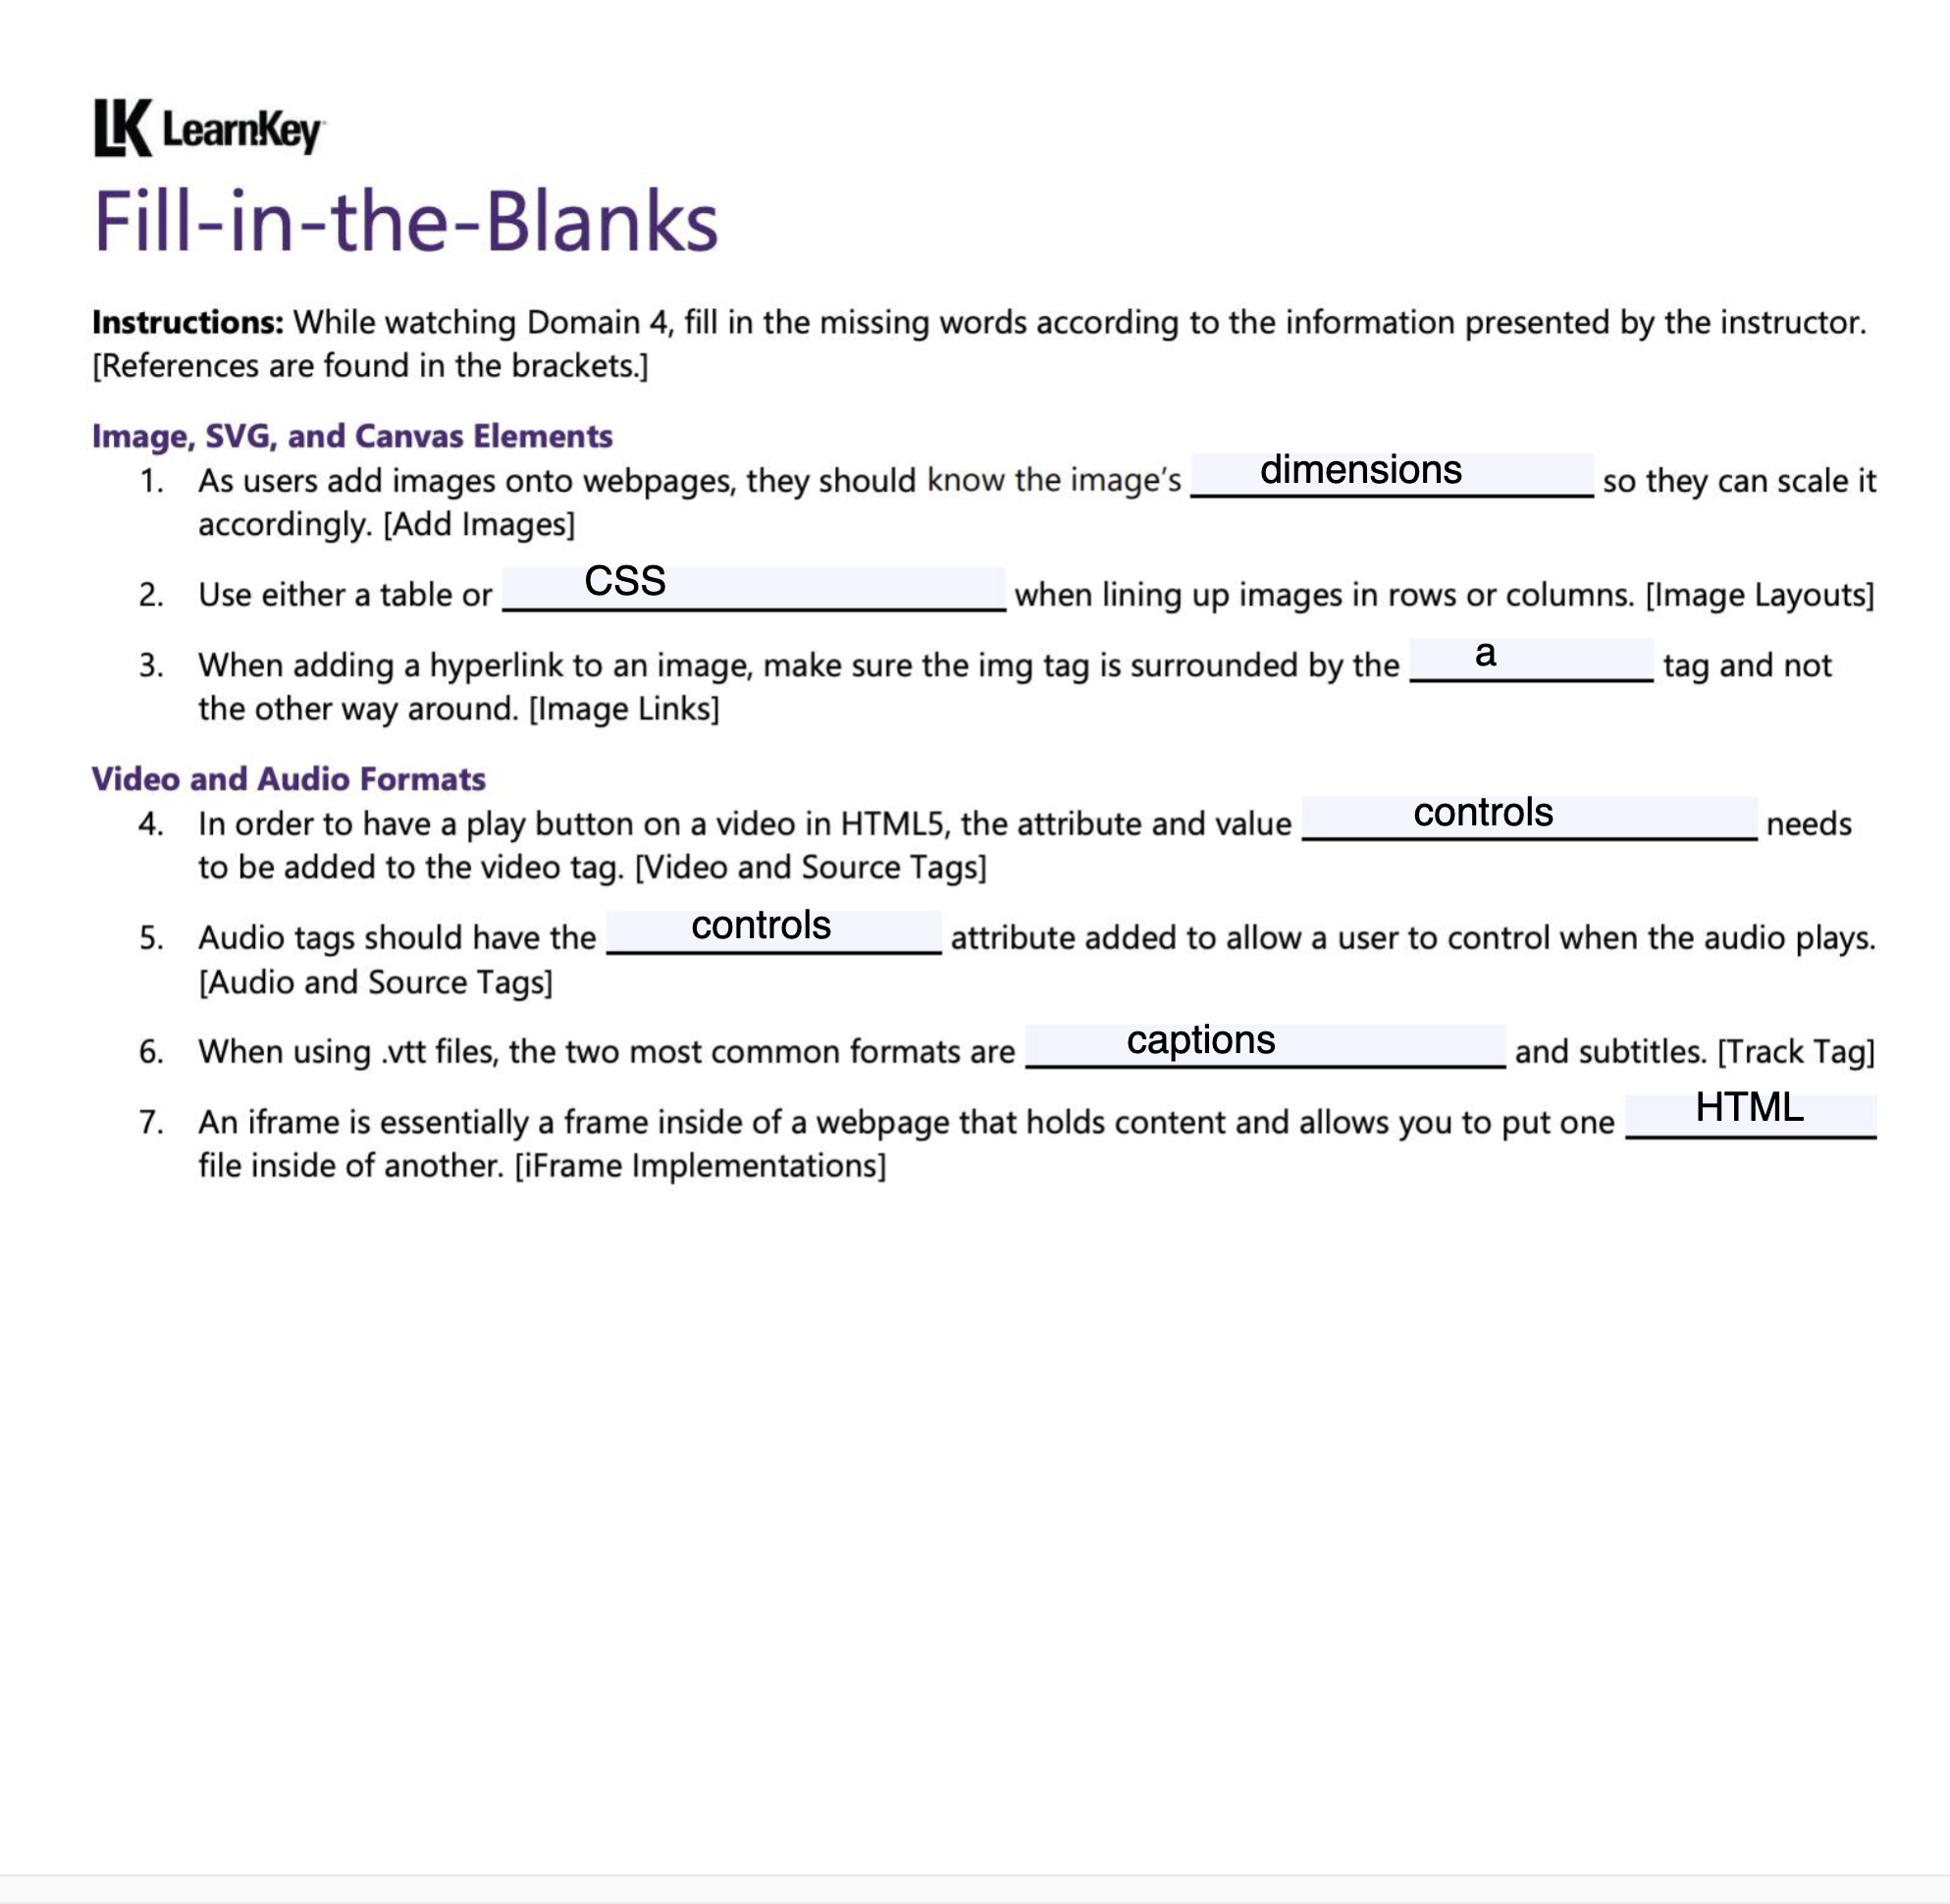 LK LearnKey
Fill-in-the-Blanks
Instructions: While watching Domain 4, fill in the missing words according to the information presented by the instructor.
[References are found in the brackets.]
Image, SVG, and Canvas Elements
1. As users add images onto webpages, they should know the image’s dimensions so they can scale it
accordingly. [Add Images]
2. Use either a table or CSS when lining up images in rows or columns. [Image Layouts]
3. When adding a hyperlink to an image, make sure the img tag is surrounded by the a tag and not
the other way around. [Image Links]
Video and Audio Formats
4. In order to have a play button on a video in HTML5, the attribute and value controls needs
to be added to the video tag. [Video and Source Tags]
5. Audio tags should have the controls attribute added to allow a user to control when the audio plays.
[Audio and Source Tags]
6. When using .vtt files, the two most common formats are captions and subtitles. [Track Tag]
7. An iframe is essentially a frame inside of a webpage that holds content and allows you to put one HTML
file inside of another. [iFrame Implementations]